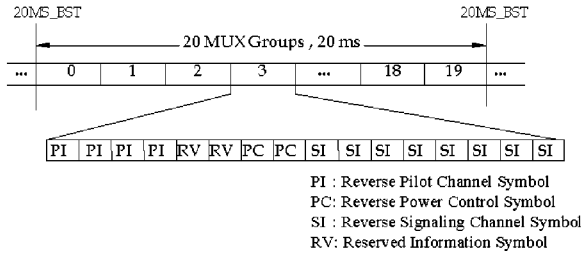 20MS_BST 20MS_BST
20 MUX Groups , 20 ms
... 0 1 2 3 ... 18 19 ...
PI PI PI PI RV RV PC PC SI SI SI SI SI SI SI SI
PI : Reverse Pilot Channel Symbol
PC: Reverse Power Control Symbol
SI : Reverse Signaling Channel Symbol
RV: Reserved Information Symbol